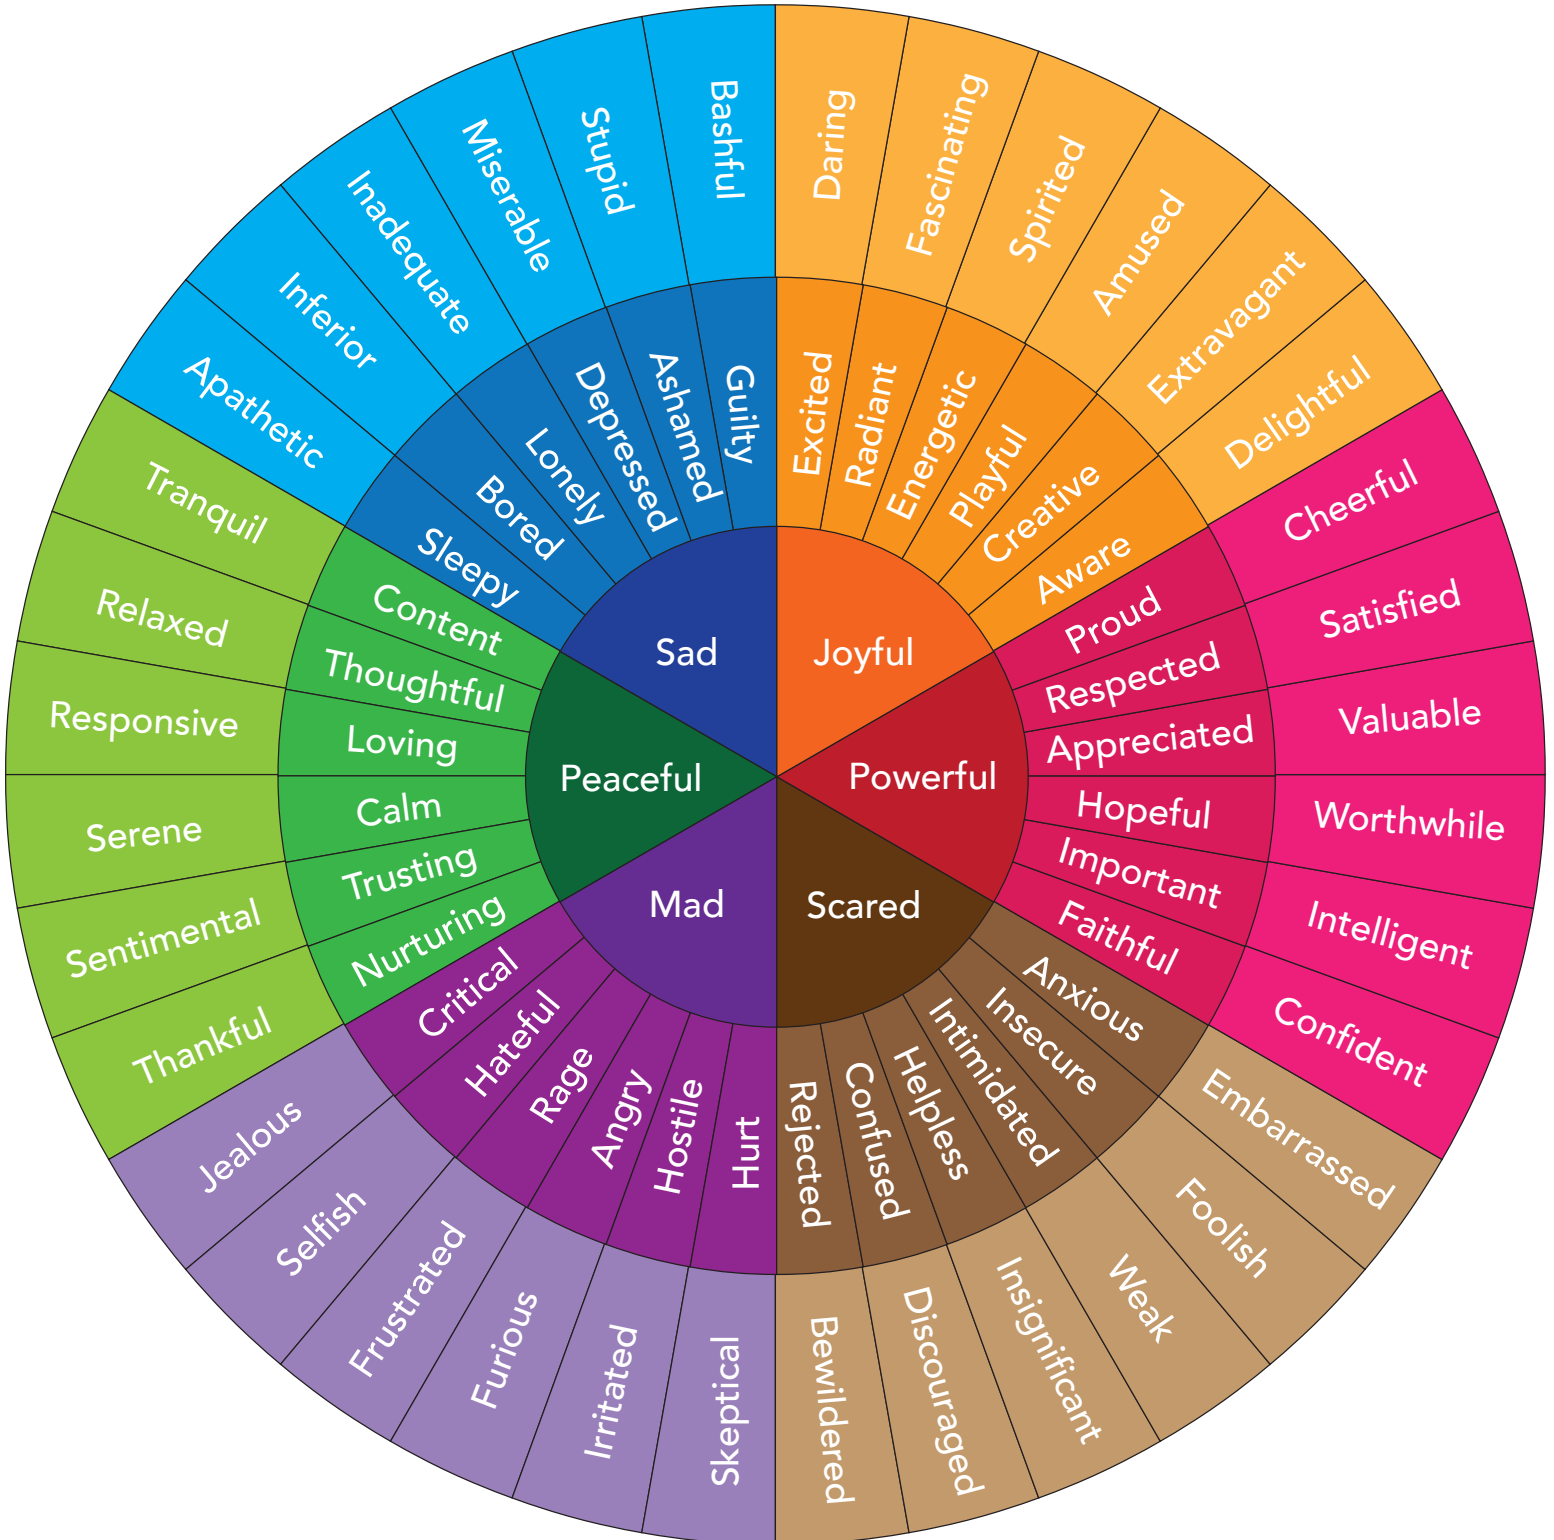 Joyful
Powerful
Scared
Mad
Peaceful
Sad
Excited
Radiant
Energetic
Playful
Creative
Aware
Proud
Respected
Appreciated
Hopeful
Important
Faithful
Anxious
Insecure
Intimidated
Helpless
Confused
Rejected
Hurt
Hostile
Angry
Rage
Hateful
Critical
Nurturing
Trusting
Calm
Loving
Thoughtful
Content
Sleepy
Bored
Lonely
Depressed
Ashamed
Guilty
Daring
Fascinating
Spirited
Amused
Extravagant
Delightful
Cheerful
Satisfied
Valuable
Worthwhile
Intelligent
Confident
Embarrassed
Foolish
Weak
Insignificant
Discouraged
Bewildered
Skeptical
Irritated
Furious
Frustrated
Selfish
Jealous
Thankful
Sentimental
Serene
Responsive
Relaxed
Tranquil
Apathetic
Inferior
Inadequate
Miserable
Stupid
Bashful